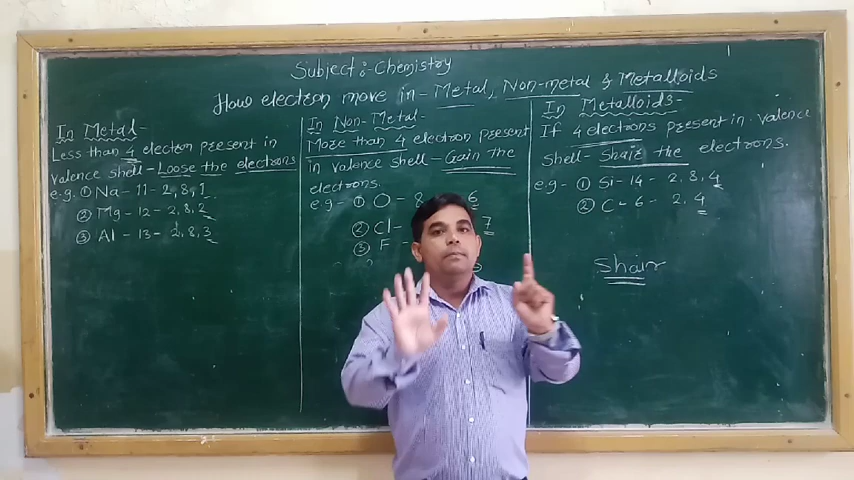 Subject :- Chemistry
How electron move in - Metal, Non-metal & Metalloids
In Metal -
Less than 4 electron present in
valence shell - Loose the electrons
e.g. ① Na - 11 - 2, 8, 1
② Mg - 12 - 2, 8, 2
③ Al - 13 - 2, 8, 3
In Non-Metal -
More than 4 electron present
in valence shell - Gain the
electrons.
e.g - ① O - 8 6
② Cl - 7
③ F -
In Metalloids -
If 4 electrons present in valence
shell - Shair the electrons.
e.g - ① Si - 14 - 2, 8, 4
② C - 6 - 2, 4
Shair